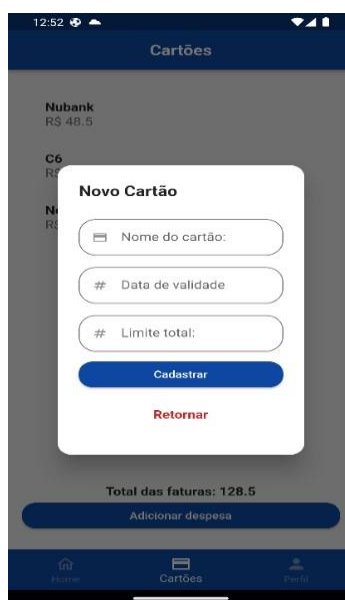 12:52
Cartões
Nubank
R$ 48.5
C6
R$
Novo Cartão
Nome do cartão:
Data de validade
Limite total:
Cadastrar
Retornar
Total das faturas: 128.5
Adicionar despesa
Home
Cartões
Perfil